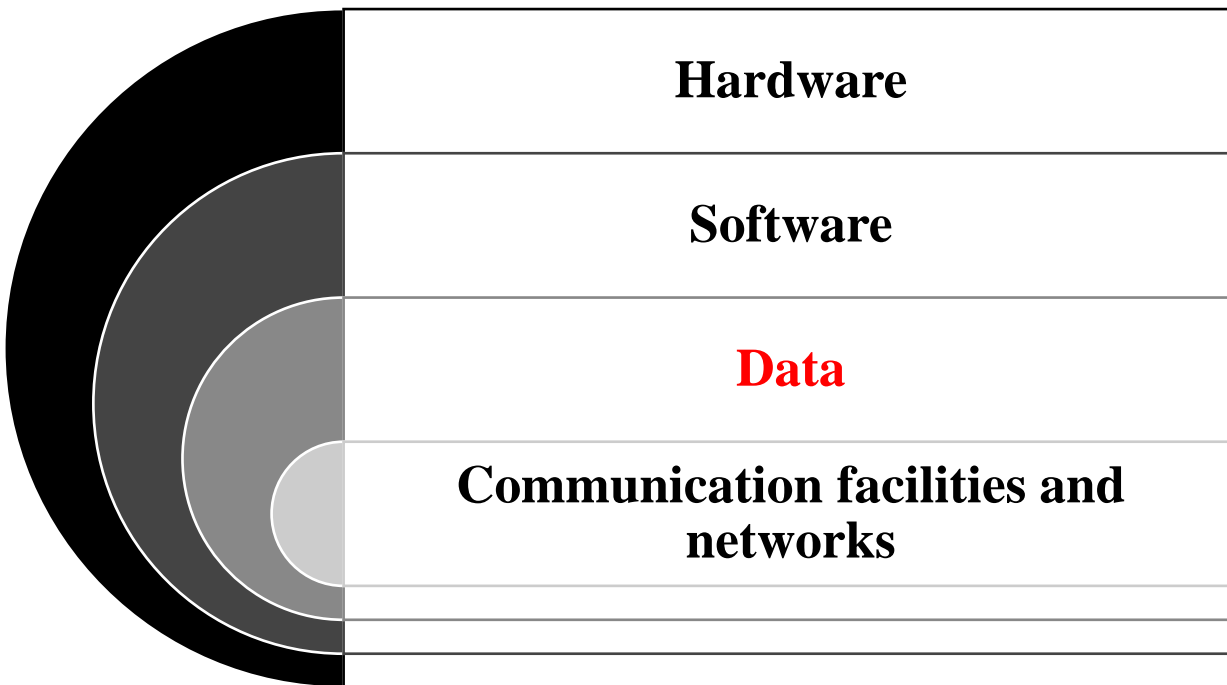 Hardware
Software
Data
Communication facilities and
networks